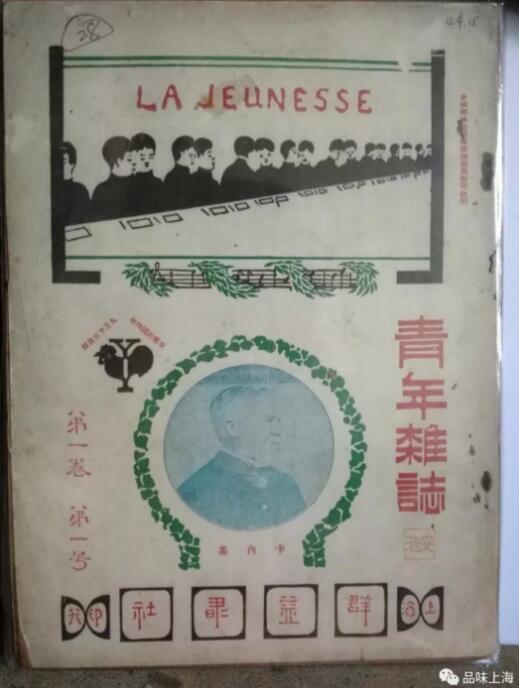 28
LA JEUNESSE
青年雜誌
第一卷 第一号
卡内基
上海 群益書社 印行
品味上海